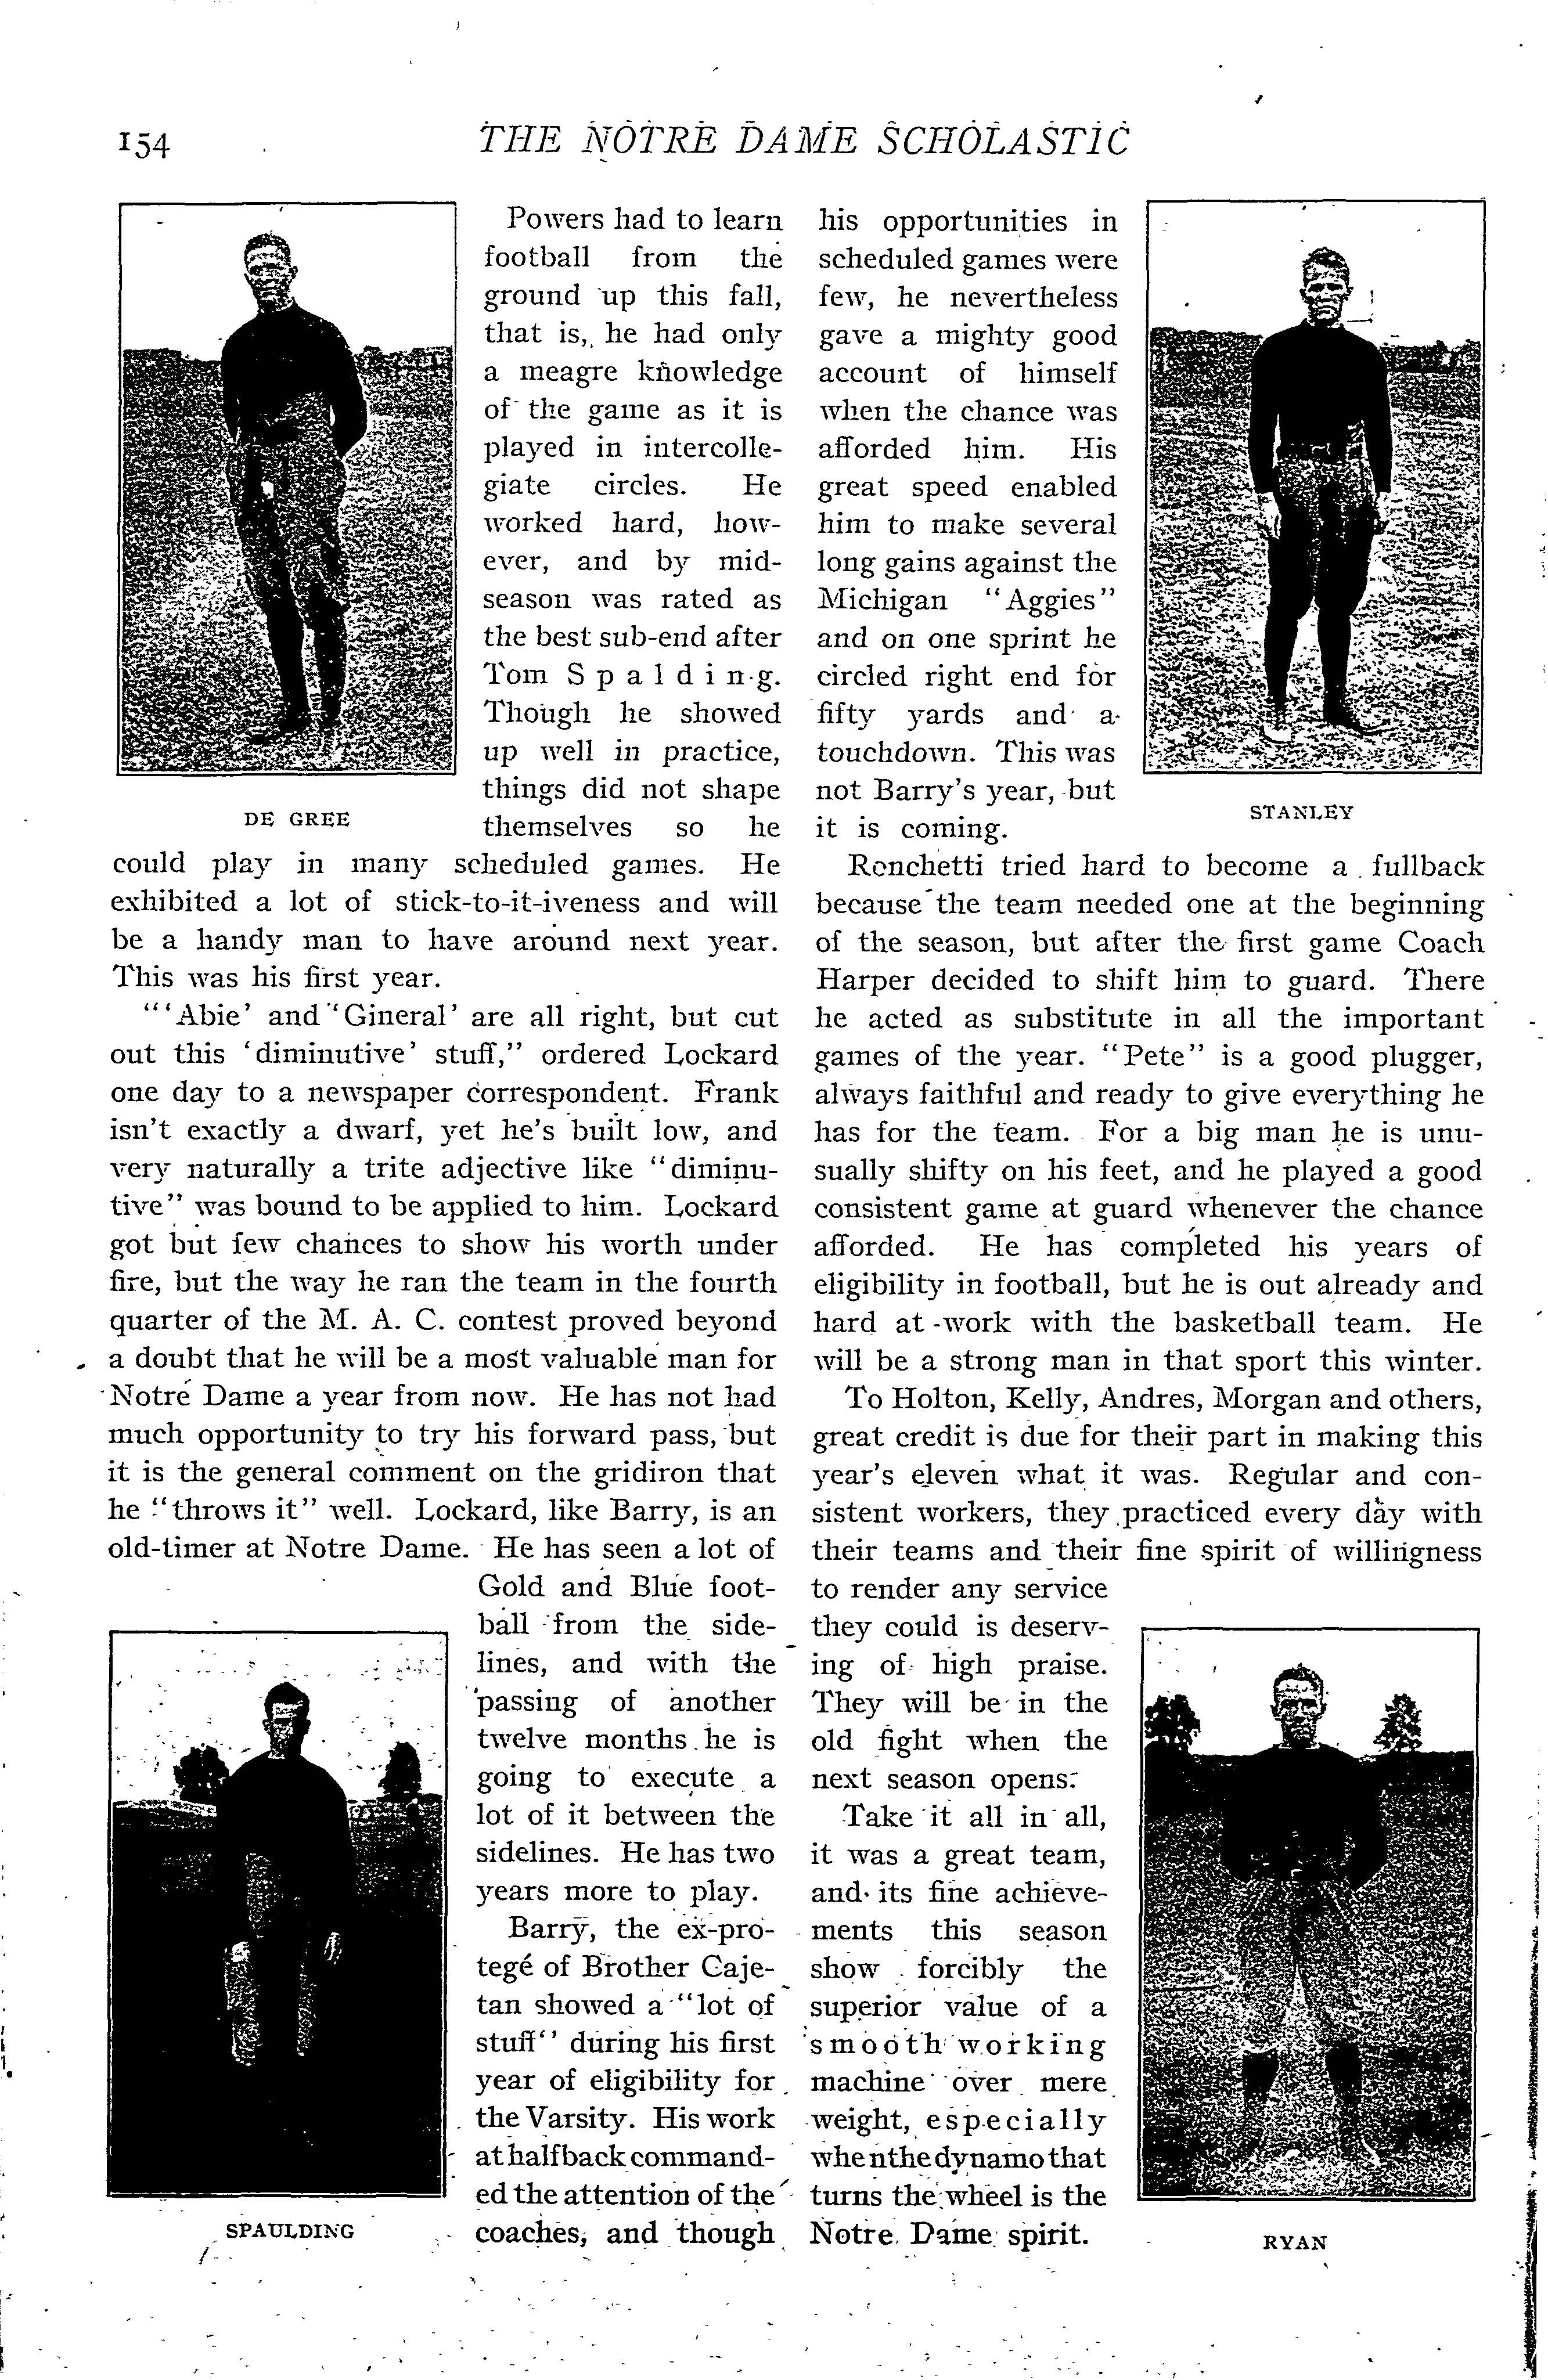 154
THE NOTRE DAME SCHOLASTIC
Powers had to learn
football from the
ground up this fall,
that is, he had only
a meagre knowledge
of the game as it is
played in intercolle-
giate circles. He
worked hard, how-
ever, and by mid-
season was rated as
the best sub-end after
Tom Spalding.
Though he showed
up well in practice,
things did not shape
themselves so he
DE GREE
could play in many scheduled games. He
exhibited a lot of stick-to-it-iveness and will
be a handy man to have around next year.
This was his first year.
"'Abie' and 'Gineral' are all right, but cut
out this 'diminutive' stuff," ordered Lockard
one day to a newspaper correspondent. Frank
isn't exactly a dwarf, yet he's built low, and
very naturally a trite adjective like "diminu-
tive" was bound to be applied to him. Lockard
got but few chances to show his worth under
fire, but the way he ran the team in the fourth
quarter of the M. A. C. contest proved beyond
a doubt that he will be a most valuable man for
Notre Dame a year from now. He has not had
much opportunity to try his forward pass, but
it is the general comment on the gridiron that
he "throws it" well. Lockard, like Barry, is an
old-timer at Notre Dame. He has seen a lot of
Gold and Blue foot-
ball from the side-
lines, and with the
passing of another
twelve months he is
going to execute a
lot of it between the
sidelines. He has two
years more to play.
Barry, the ex-pro-
tegé of Brother Caje-
tan showed a "lot of
stuff" during his first
year of eligibility for
the Varsity. His work
at halfback command-
ed the attention of the
coaches, and though
SPAULDING
his opportunities in
scheduled games were
few, he nevertheless
gave a mighty good
account of himself
when the chance was
afforded him. His
great speed enabled
him to make several
long gains against the
Michigan "Aggies"
and on one sprint he
circled right end for
fifty yards and a
touchdown. This was
not Barry's year, but
it is coming.
STANLEY
Ronchetti tried hard to become a fullback
because the team needed one at the beginning
of the season, but after the first game Coach
Harper decided to shift him to guard. There
he acted as substitute in all the important
games of the year. "Pete" is a good plugger,
always faithful and ready to give everything he
has for the team. For a big man he is unu-
sually shifty on his feet, and he played a good
consistent game at guard whenever the chance
afforded. He has completed his years of
eligibility in football, but he is out already and
hard at work with the basketball team. He
will be a strong man in that sport this winter.
To Holton, Kelly, Andres, Morgan and others,
great credit is due for their part in making this
year's eleven what it was. Regular and con-
sistent workers, they practiced every day with
their teams and their fine spirit of willingness
to render any service
they could is deserv-
ing of high praise.
They will be in the
old fight when the
next season opens.
Take it all in all,
it was a great team,
and its fine achieve-
ments this season
show forcibly the
superior value of a
smooth working
machine over mere
weight, especially
when the dynamo that
turns the wheel is the
Notre Dame spirit.
RYAN